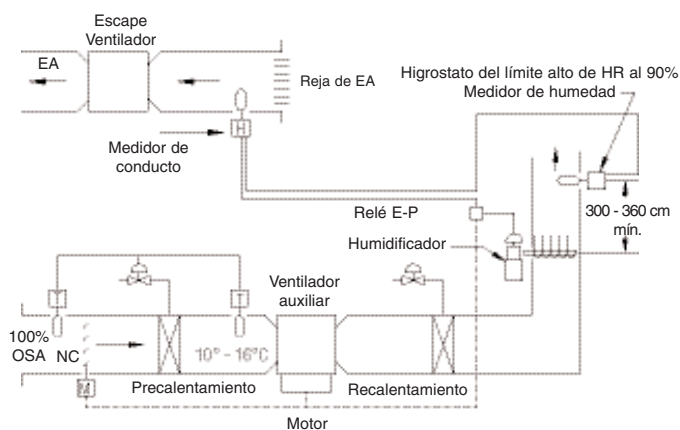 Escape
Ventilador
EA
Reja de EA
Higrostato del límite alto de HR al 90%
Medidor de humedad
H
Medidor de
conducto
300 - 360 cm
mín.
Relé E-P
Humidificador
Ventilador
auxiliar
T
T
100%
OSA
NC
10° - 16°C
Precalentamiento
Recalentamiento
M
Motor